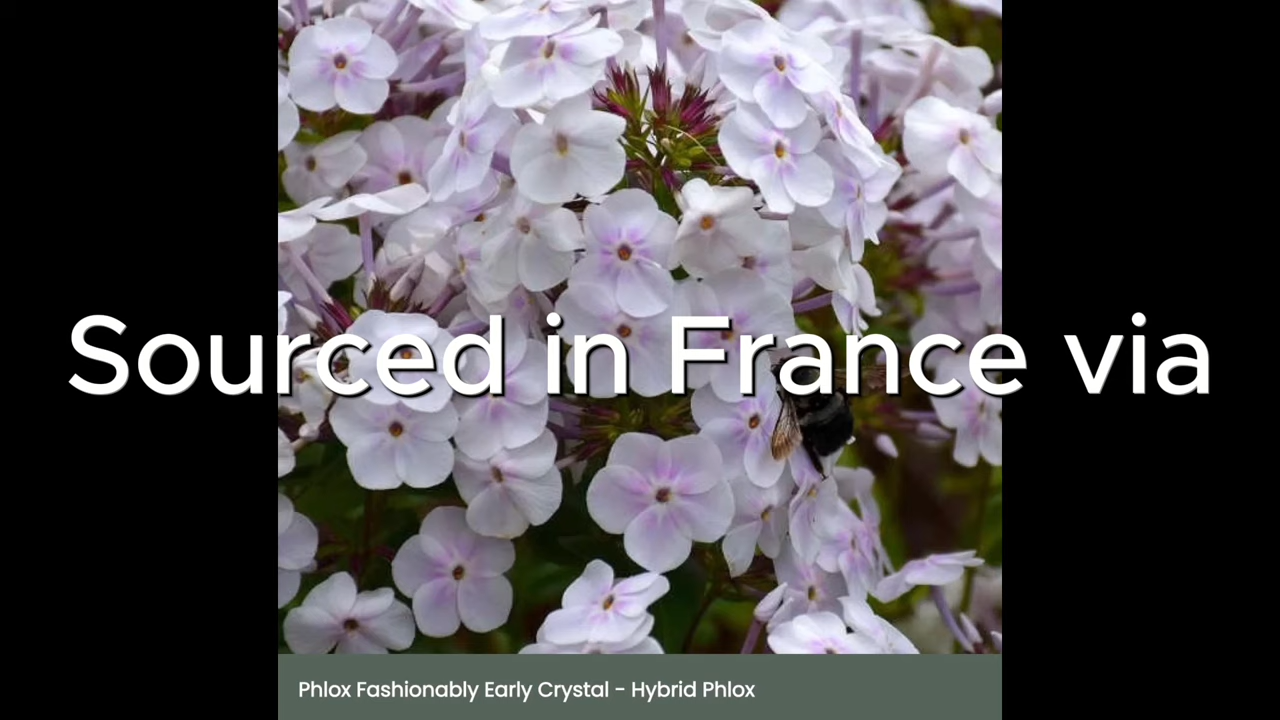 Sourced in France via
Phlox Fashionably Early Crystal - Hybrid Phlox